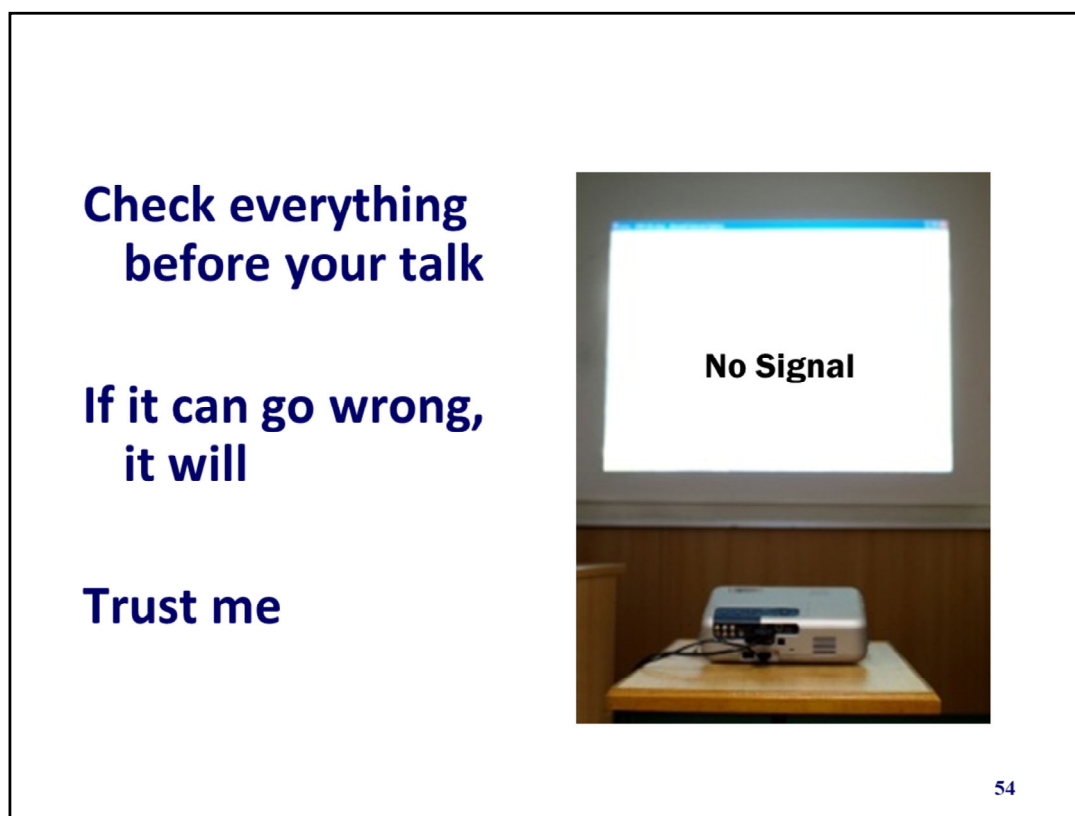 Check everything
before your talk
If it can go wrong,
it will
Trust me
No Signal
54